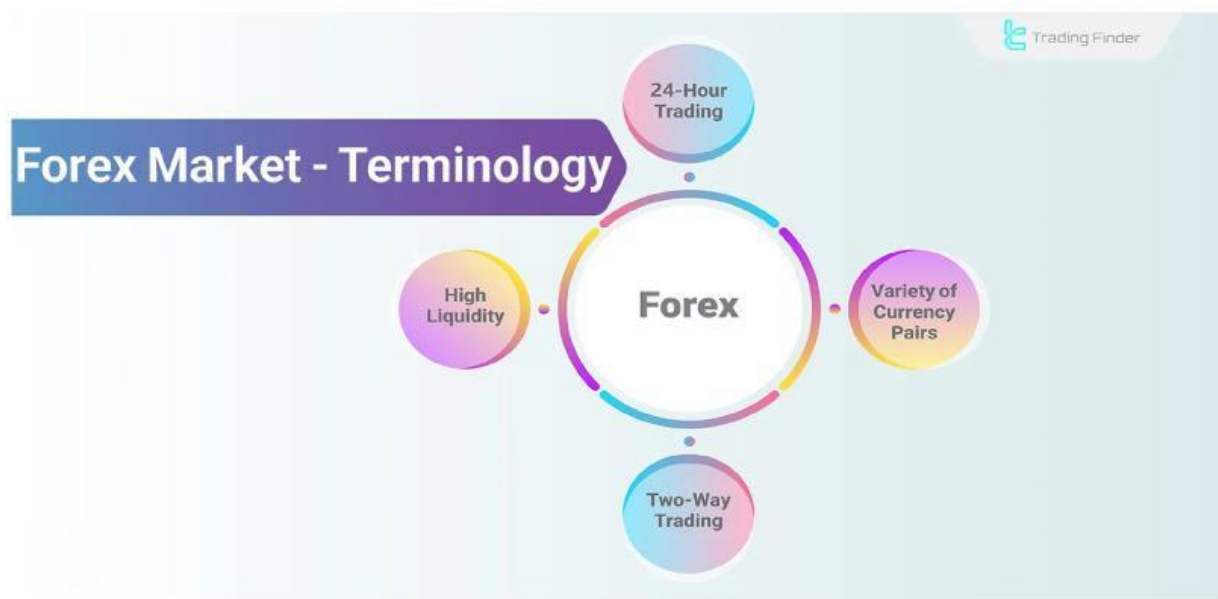 Trading Finder
24-Hour
Trading
Forex Market - Terminology
High
Liquidity
Forex
Variety of
Currency
Pairs
Two-Way
Trading